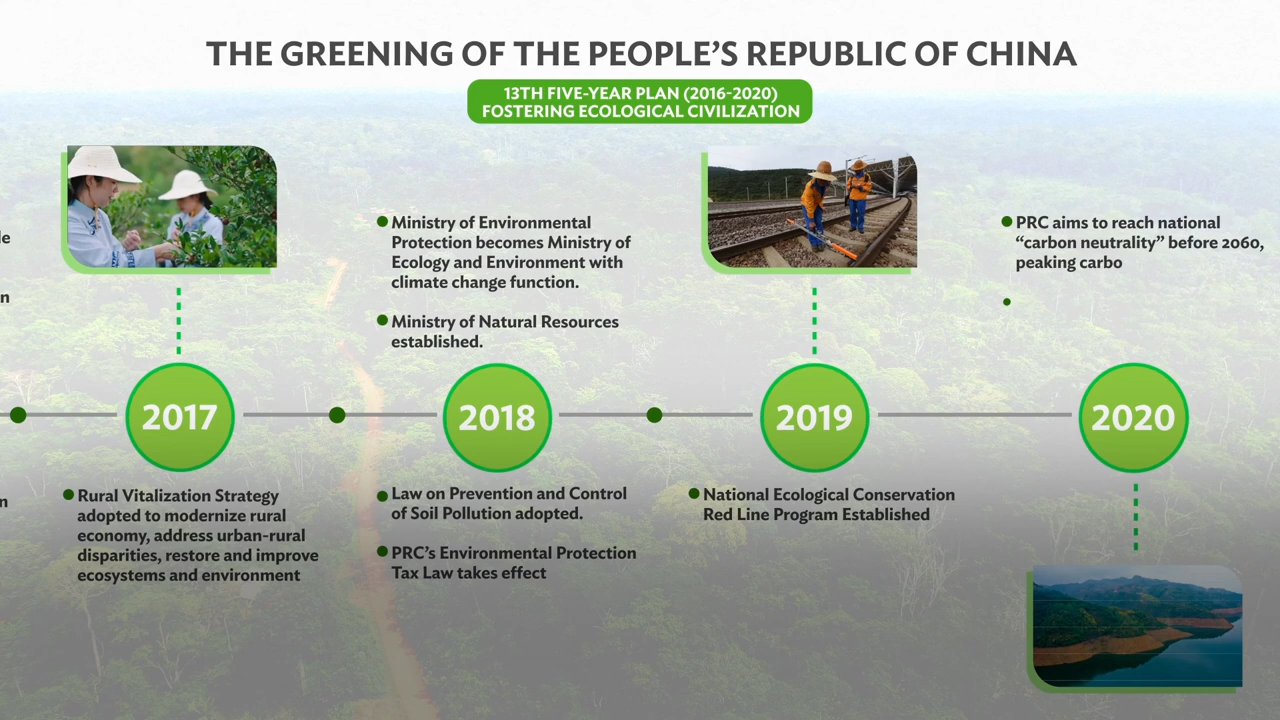 THE GREENING OF THE PEOPLE'S REPUBLIC OF CHINA
13TH FIVE-YEAR PLAN (2016-2020)
FOSTERING ECOLOGICAL CIVILIZATION
2017
Rural Vitalization Strategy
adopted to modernize rural
economy, address urban-rural
disparities, restore and improve
ecosystems and environment
Ministry of Environmental
Protection becomes Ministry of
Ecology and Environment with
climate change function.
Ministry of Natural Resources
established.
2018
Law on Prevention and Control
of Soil Pollution adopted.
PRC's Environmental Protection
Tax Law takes effect
2019
National Ecological Conservation
Red Line Program Established
PRC aims to reach national
“carbon neutrality” before 2060,
peaking carbo
2020